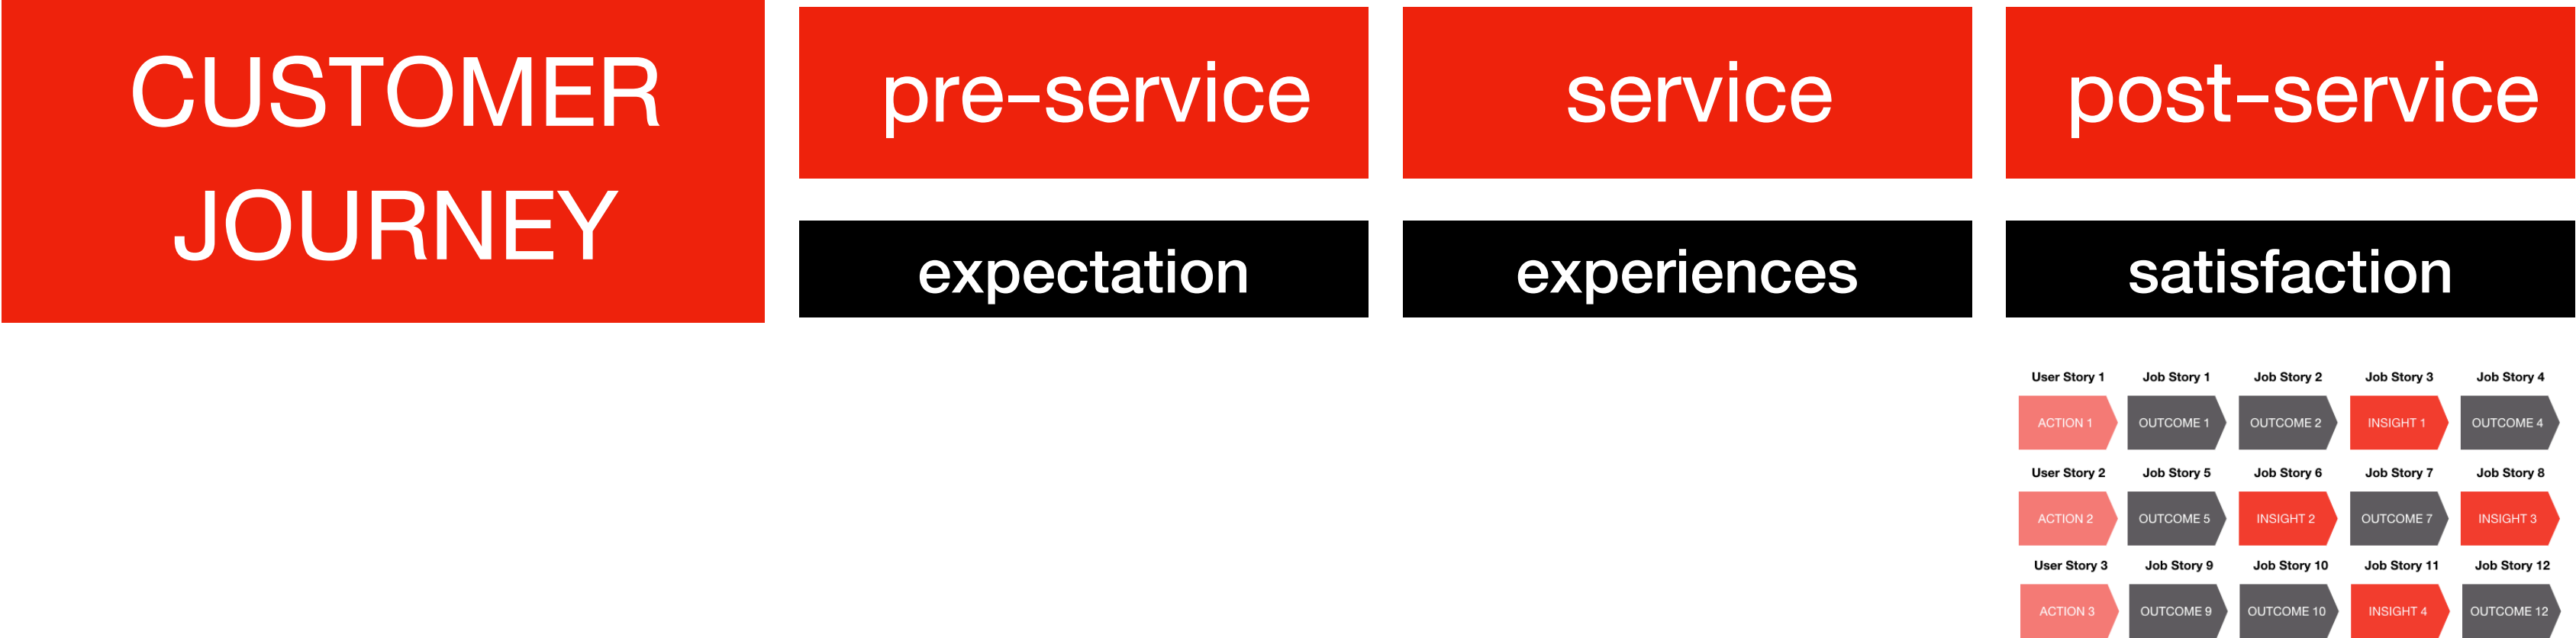 CUSTOMER
JOURNEY
pre-service
service
post-service
expectation
experiences
satisfaction
User Story 1
Job Story 1
Job Story 2
Job Story 3
Job Story 4
ACTION 1
OUTCOME 1
OUTCOME 2
INSIGHT 1
OUTCOME 4
User Story 2
Job Story 5
Job Story 6
Job Story 7
Job Story 8
ACTION 2
OUTCOME 5
INSIGHT 2
OUTCOME 7
INSIGHT 3
User Story 3
Job Story 9
Job Story 10
Job Story 11
Job Story 12
ACTION 3
OUTCOME 9
OUTCOME 10
INSIGHT 4
OUTCOME 12